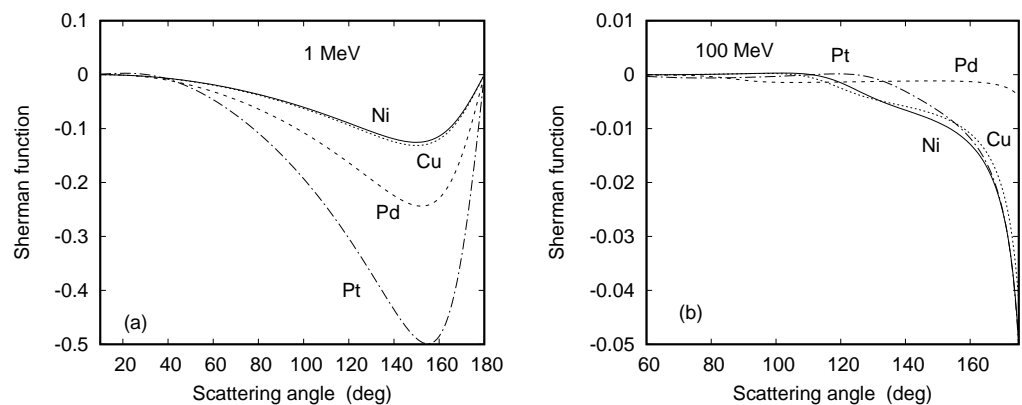 0.1
0
-0.1
-0.2
-0.3
-0.4
-0.5
Sherman function
1 MeV
Ni
Cu
Pd
Pt
(a)
20 40 60 80 100 120 140 160 180
Scattering angle (deg)
0.01
0
-0.01
-0.02
-0.03
-0.04
-0.05
Sherman function
100 MeV
Pt
Pd
Ni
Cu
(b)
60 80 100 120 140 160
Scattering angle (deg)